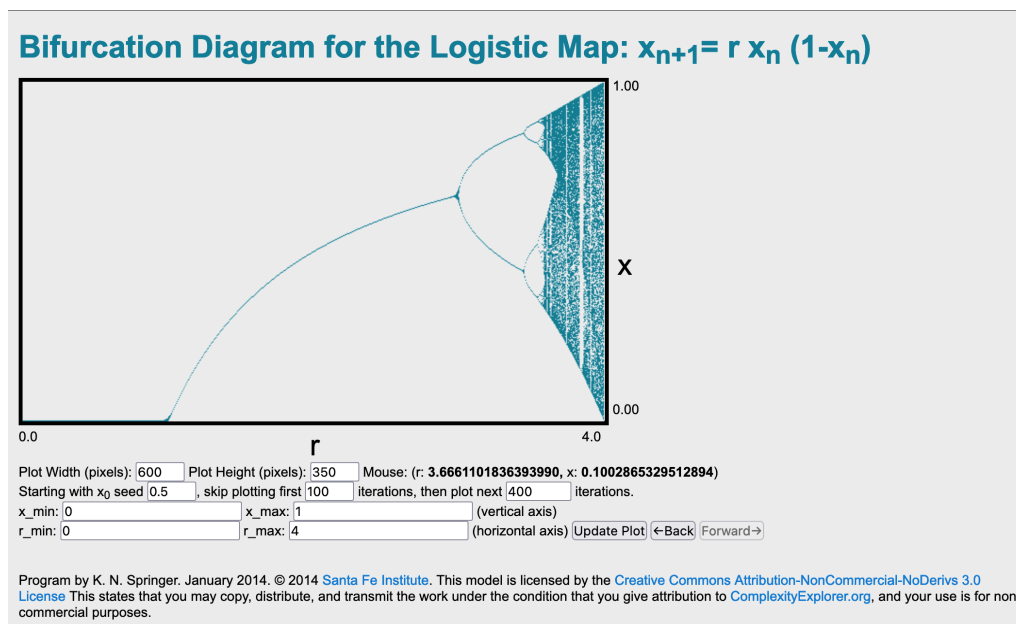 Bifurcation Diagram for the Logistic Map: xn+1= r xn (1-xn)
1.00
X
0.00
0.0
4.0
r
Plot Width (pixels): 600 Plot Height (pixels): 350 Mouse: (r: 3.6661101836393990, x: 0.1002865329512894)
Starting with x0 seed 0.5 , skip plotting first 100 iterations, then plot next 400 iterations.
x_min: 0 x_max: 1 (vertical axis)
r_min: 0 r_max: 4 (horizontal axis) Update Plot ←Back Forward→
Program by K. N. Springer. January 2014. © 2014 Santa Fe Institute. This model is licensed by the Creative Commons Attribution-NonCommercial-NoDerivs 3.0
License This states that you may copy, distribute, and transmit the work under the condition that you give attribution to ComplexityExplorer.org, and your use is for non
commercial purposes.